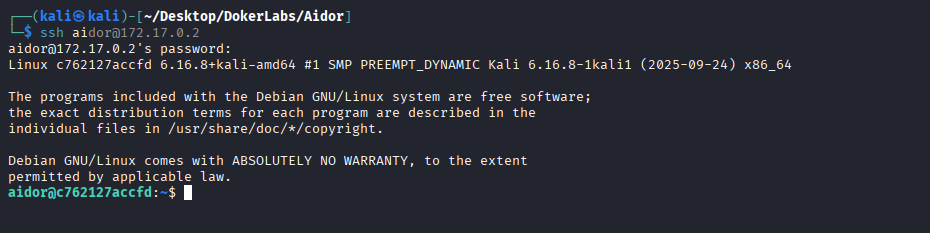 ┌──(kali㉿kali)-[~/Desktop/DokerLabs/Aidor]
└─$ ssh aidor@172.17.0.2
aidor@172.17.0.2's password:
Linux c762127accfd 6.16.8+kali-amd64 #1 SMP PREEMPT_DYNAMIC Kali 6.16.8-1kali1 (2025-09-24) x86_64
The programs included with the Debian GNU/Linux system are free software;
the exact distribution terms for each program are described in the
individual files in /usr/share/doc/*/copyright.
Debian GNU/Linux comes with ABSOLUTELY NO WARRANTY, to the extent
permitted by applicable law.
aidor@c762127accfd:~$